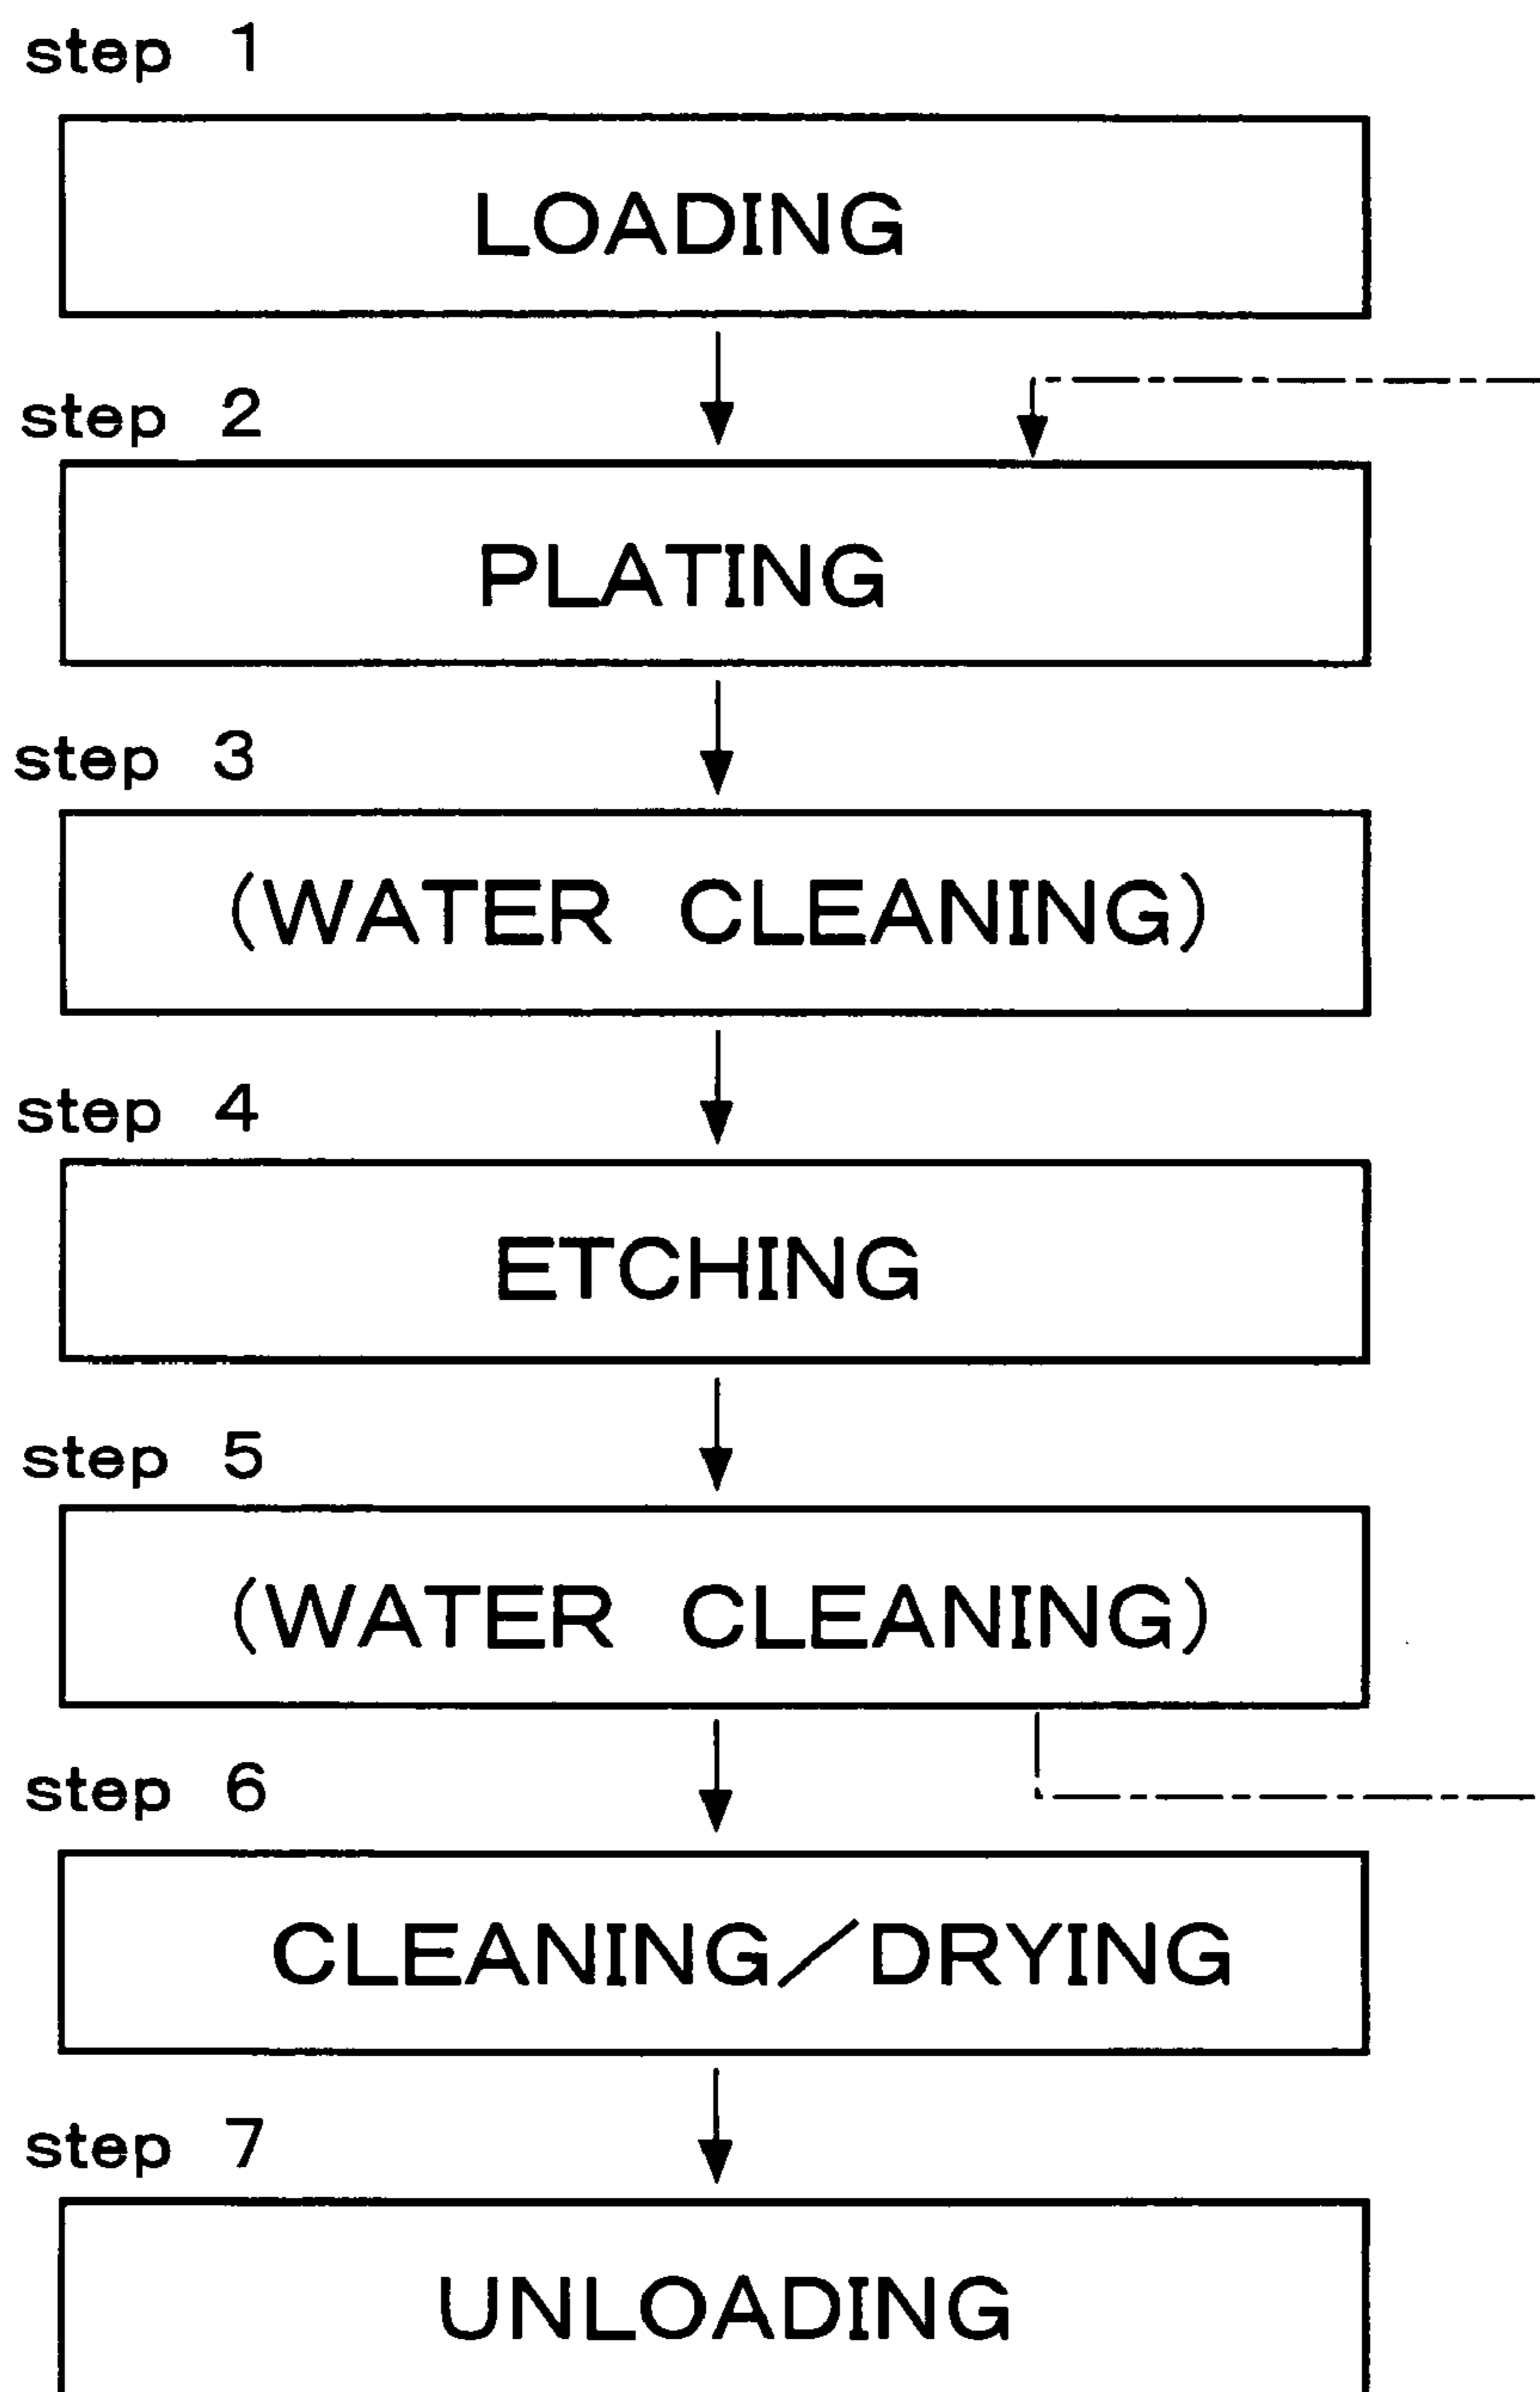 step 1
LOADING
step 2
PLATING
step 3
(WATER CLEANING)
step 4
ETCHING
step 5
(WATER CLEANING)
step 6
CLEANING/DRYING
step 7
UNLOADING